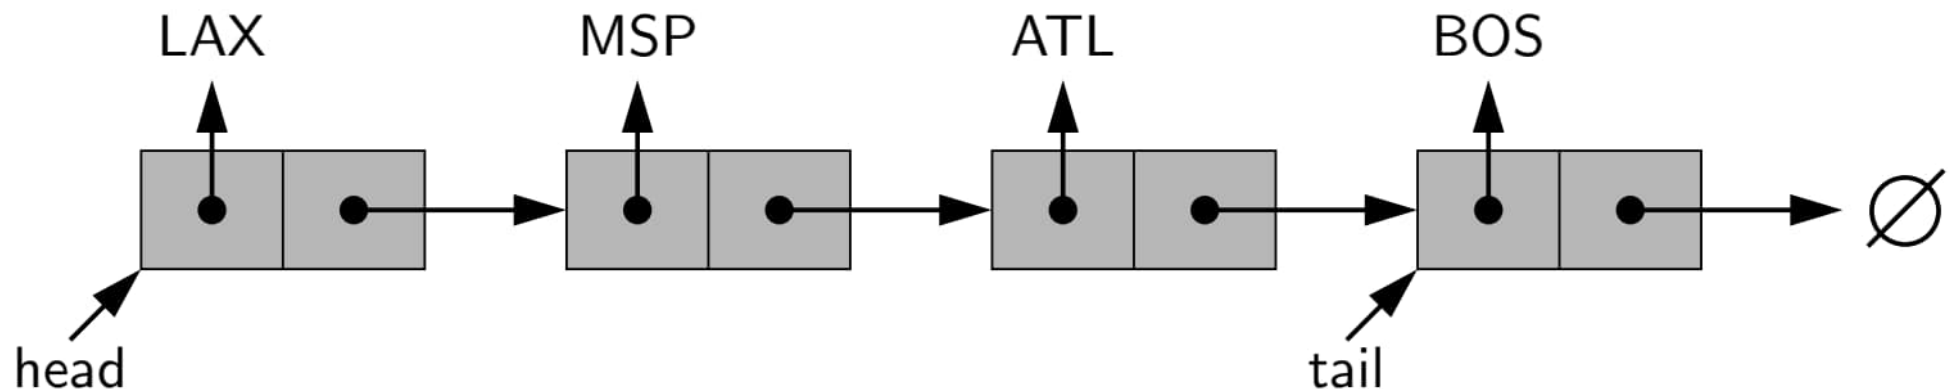 LAX MSP ATL BOS
∅
head tail